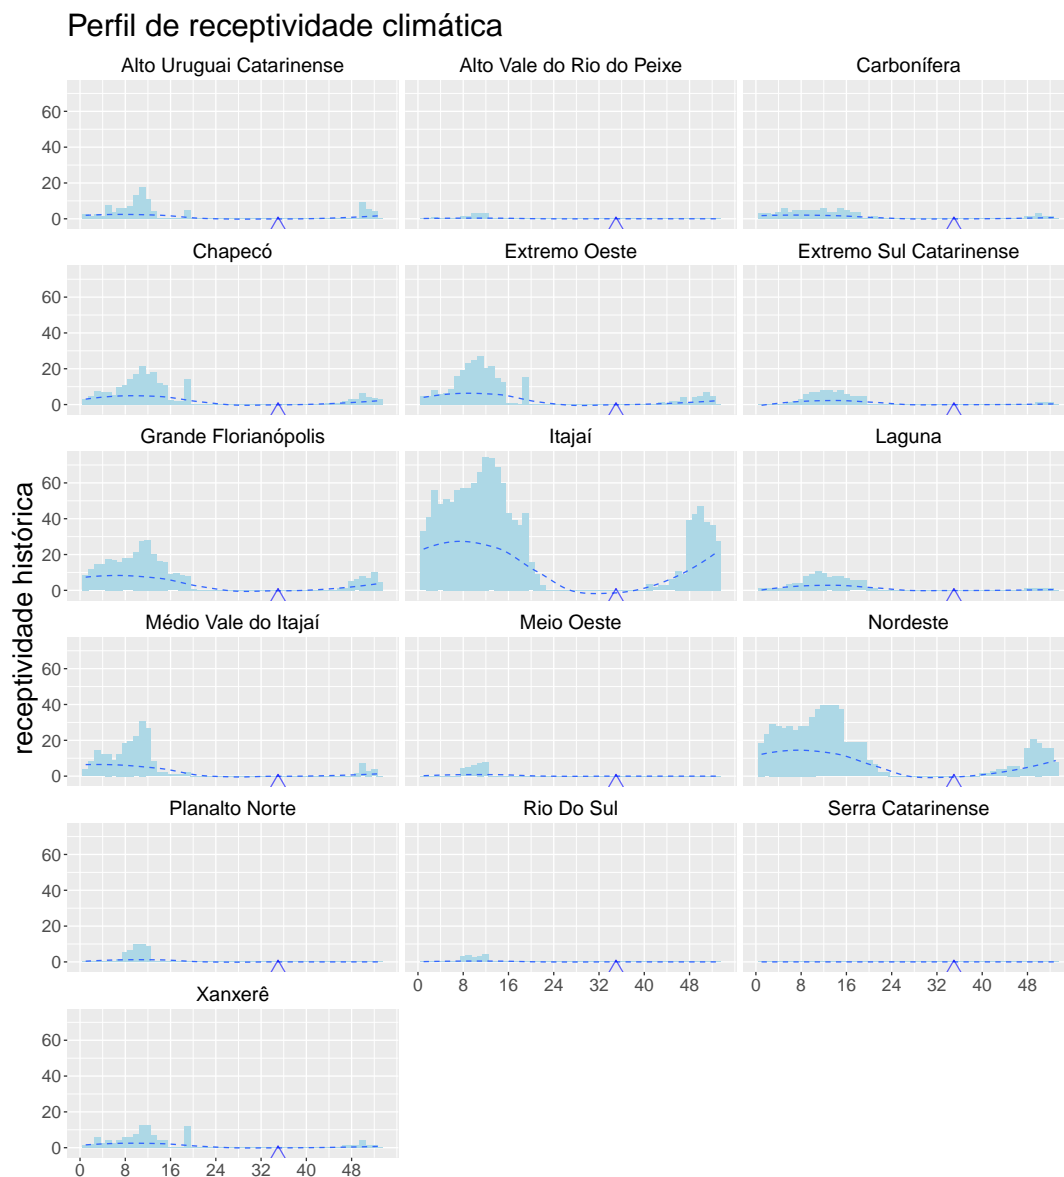 Perfil de receptividade climática
Alto Uruguai Catarinense
Alto Vale do Rio do Peixe
Carbonífera
60
40
20
0
Chapecó
Extremo Oeste
Extremo Sul Catarinense
60
40
20
0
Grande Florianópolis
Itajaí
Laguna
60
40
20
0
receptividade histórica
Médio Vale do Itajaí
Meio Oeste
Nordeste
60
40
20
0
Planalto Norte
Rio Do Sul
Serra Catarinense
60
40
20
0
0 8 16 24 32 40 48
0 8 16 24 32 40 48
Xanxerê
60
40
20
0
0 8 16 24 32 40 48